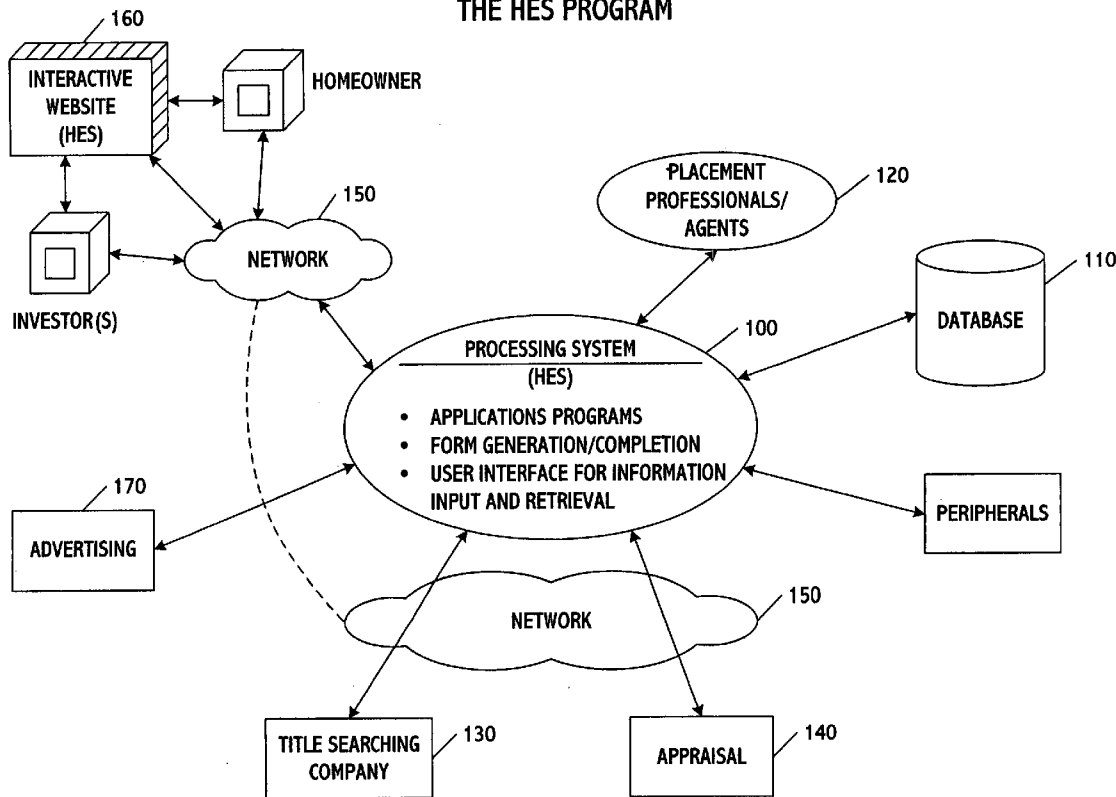 THE HES PROGRAM
160
INTERACTIVE
WEBSITE
(HES)
HOMEOWNER
150
NETWORK
INVESTOR(S)
PLACEMENT
PROFESSIONALS/
AGENTS
120
110
DATABASE
100
PROCESSING SYSTEM
(HES)
• APPLICATIONS PROGRAMS
• FORM GENERATION/COMPLETION
• USER INTERFACE FOR INFORMATION
INPUT AND RETRIEVAL
170
ADVERTISING
PERIPHERALS
NETWORK
150
TITLE SEARCHING
COMPANY
130
APPRAISAL
140